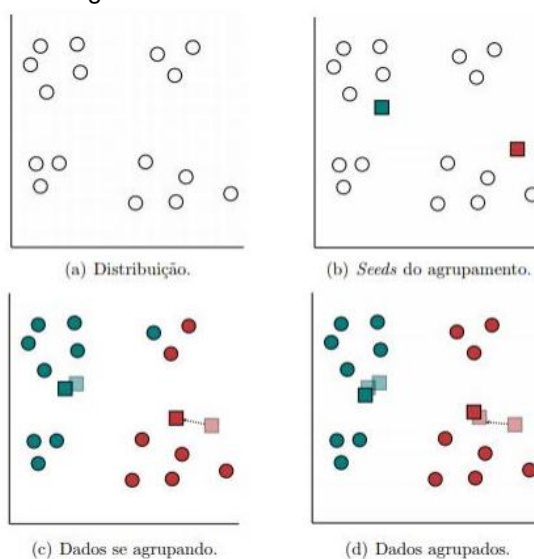 (a) Distribuição.
(b) Seeds do agrupamento.
(c) Dados se agrupando.
(d) Dados agrupados.